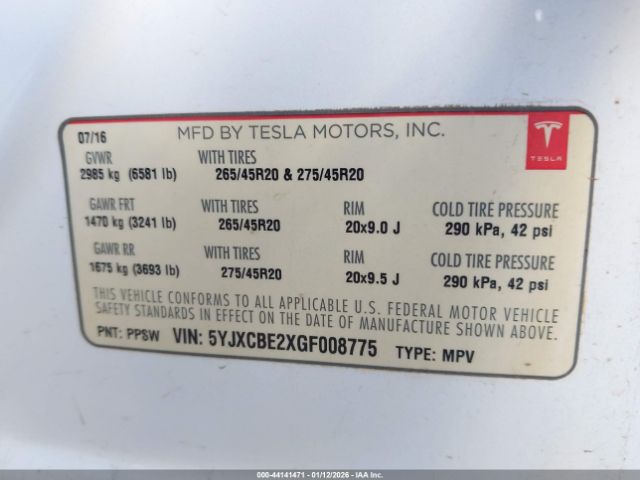 07/16 MFD BY TESLA MOTORS, INC.
TESLA
GVWR WITH TIRES
2985 kg (6581 lb) 265/45R20 & 275/45R20
GAWR FRT WITH TIRES RIM COLD TIRE PRESSURE
1470 kg (3241 lb) 265/45R20 20x9.0 J 290 kPa, 42 psi
GAWR RR WITH TIRES RIM COLD TIRE PRESSURE
1675 kg (3693 lb) 275/45R20 20x9.5 J 290 kPa, 42 psi
THIS VEHICLE CONFORMS TO ALL APPLICABLE U.S. FEDERAL MOTOR VEHICLE
SAFETY STANDARDS IN EFFECT ON THE DATE OF MANUFACTURE SHOWN ABOVE.
PNT: PPSW VIN: 5YJXCBE2XGF008775 TYPE: MPV
000-44141471 - 01/12/2026 - IAA Inc.